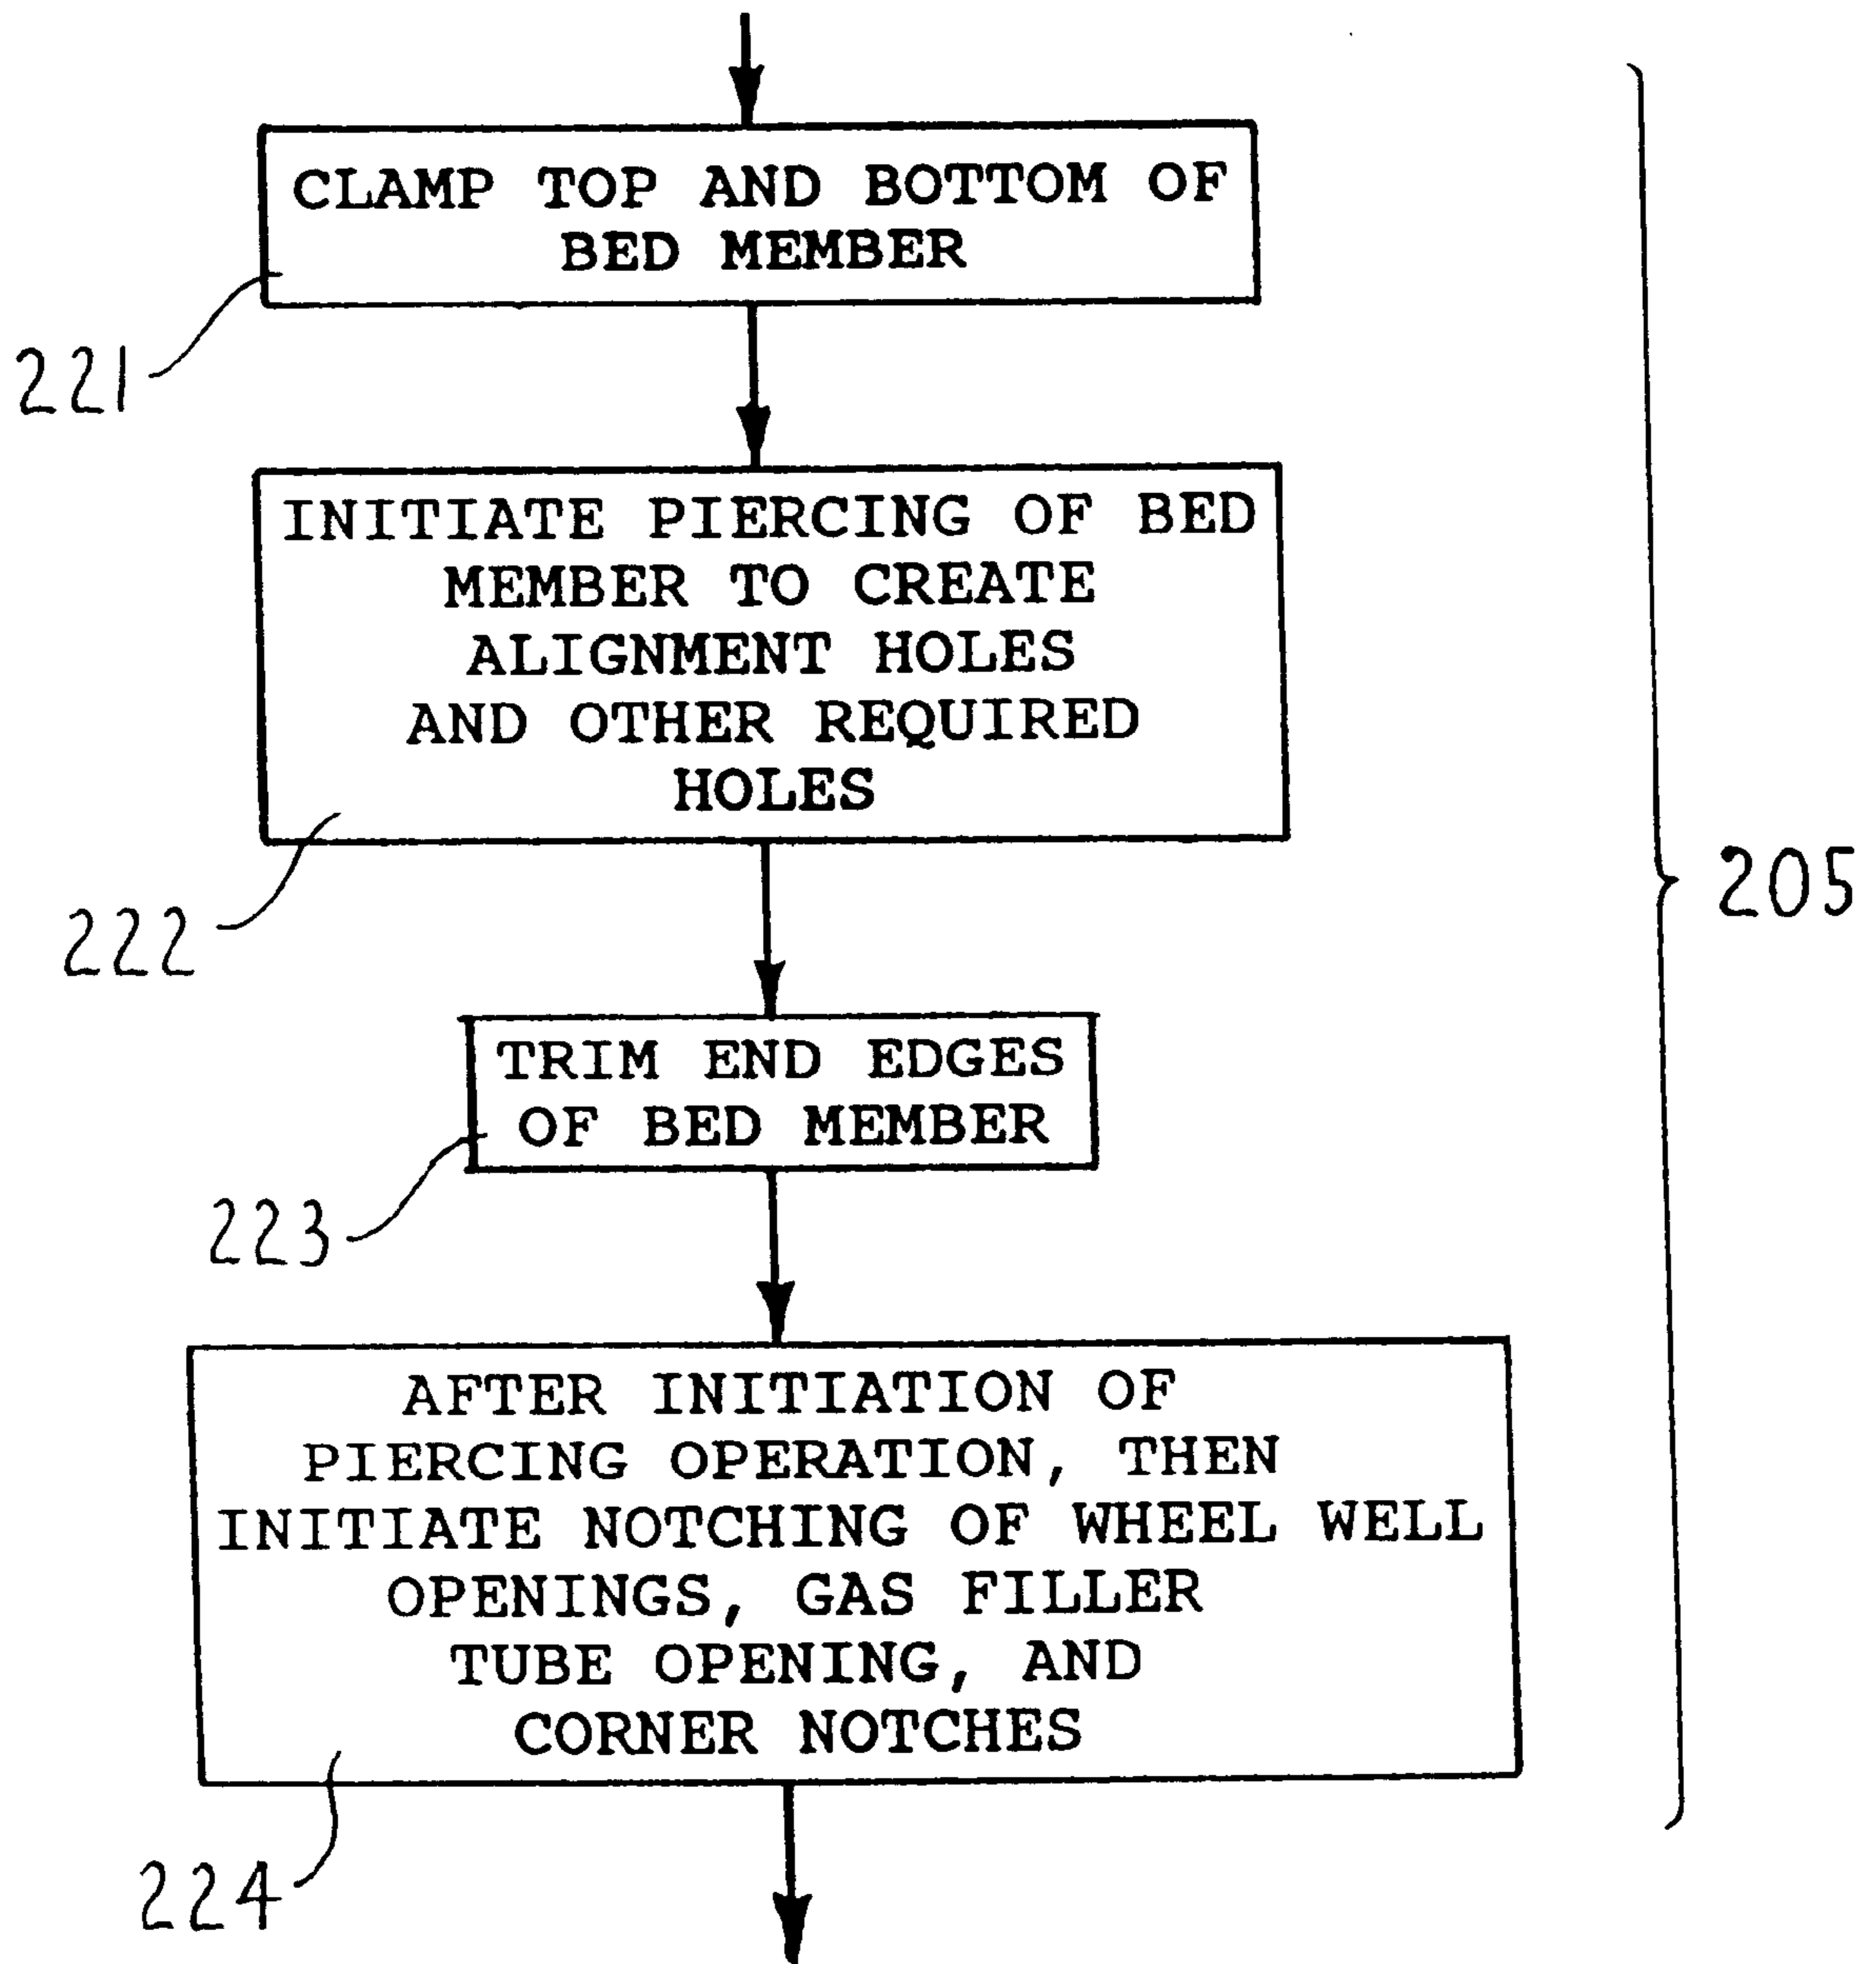 CLAMP TOP AND BOTTOM OF
BED MEMBER
221
INITIATE PIERCING OF BED
MEMBER TO CREATE
ALIGNMENT HOLES
AND OTHER REQUIRED
HOLES
222
205
TRIM END EDGES
OF BED MEMBER
223
AFTER INITIATION OF
PIERCING OPERATION, THEN
INITIATE NOTCHING OF WHEEL WELL
OPENINGS, GAS FILLER
TUBE OPENING, AND
CORNER NOTCHES
224